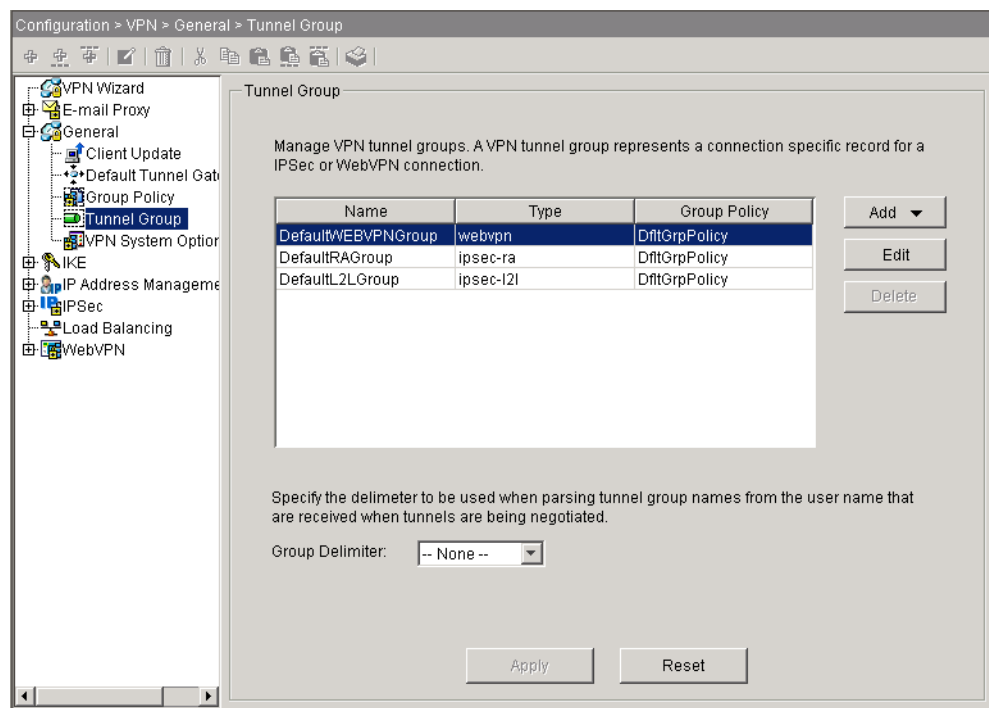 Configuration > VPN > General > Tunnel Group
VPN Wizard
E-mail Proxy
General
Client Update
Default Tunnel Gat
Group Policy
Tunnel Group
VPN System Option
IKE
IP Address Manageme
IPSec
Load Balancing
WebVPN
Tunnel Group
Manage VPN tunnel groups. A VPN tunnel group represents a connection specific record for a
IPSec or WebVPN connection.
Name Type Group Policy
DefaultWEBVPNGroup webvpn DfltGrpPolicy
DefaultRAGroup ipsec-ra DfltGrpPolicy
DefaultL2LGroup ipsec-l2l DfltGrpPolicy
Add
Edit
Delete
Specify the delimeter to be used when parsing tunnel group names from the user name that
are received when tunnels are being negotiated.
Group Delimiter: -- None --
Apply Reset